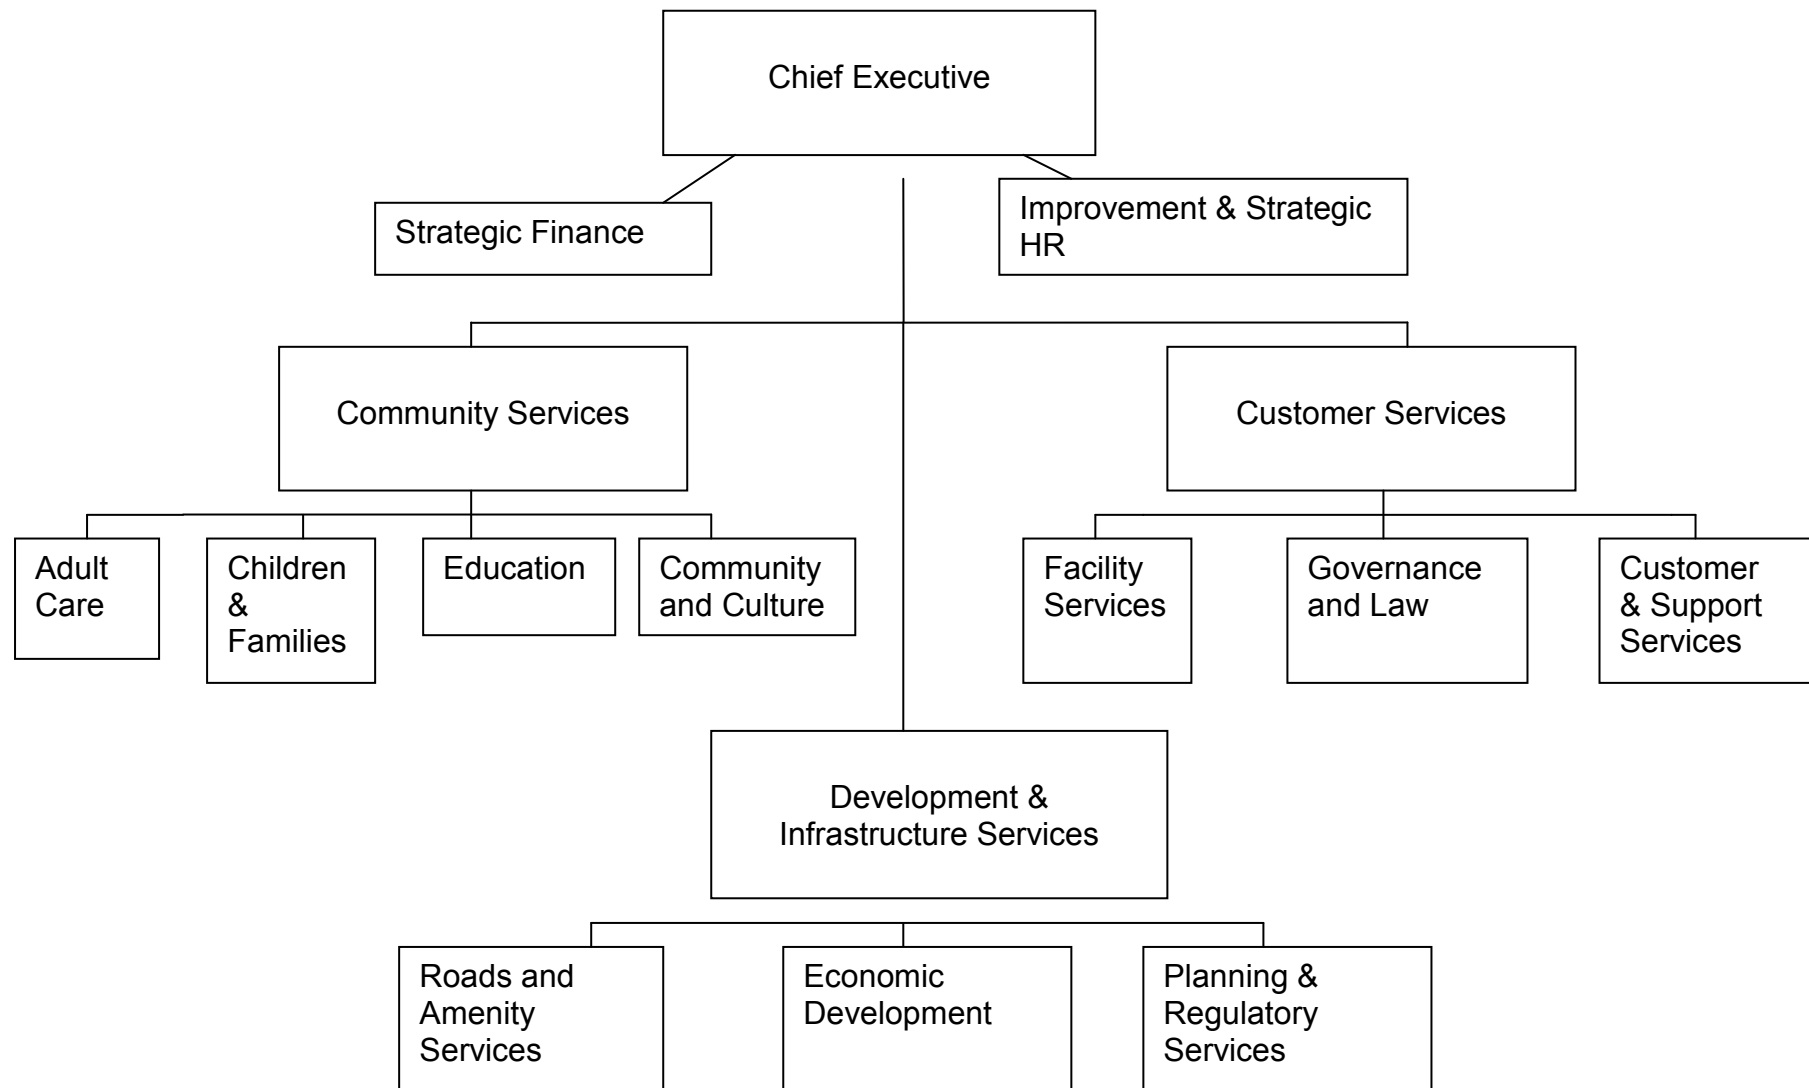 Chief Executive
Strategic Finance
Improvement & Strategic
HR
Community Services
Customer Services
Adult
Care
Children
&
Families
Education
Community
and Culture
Facility
Services
Governance
and Law
Customer
& Support
Services
Development &
Infrastructure Services
Roads and
Amenity
Services
Economic
Development
Planning &
Regulatory
Services